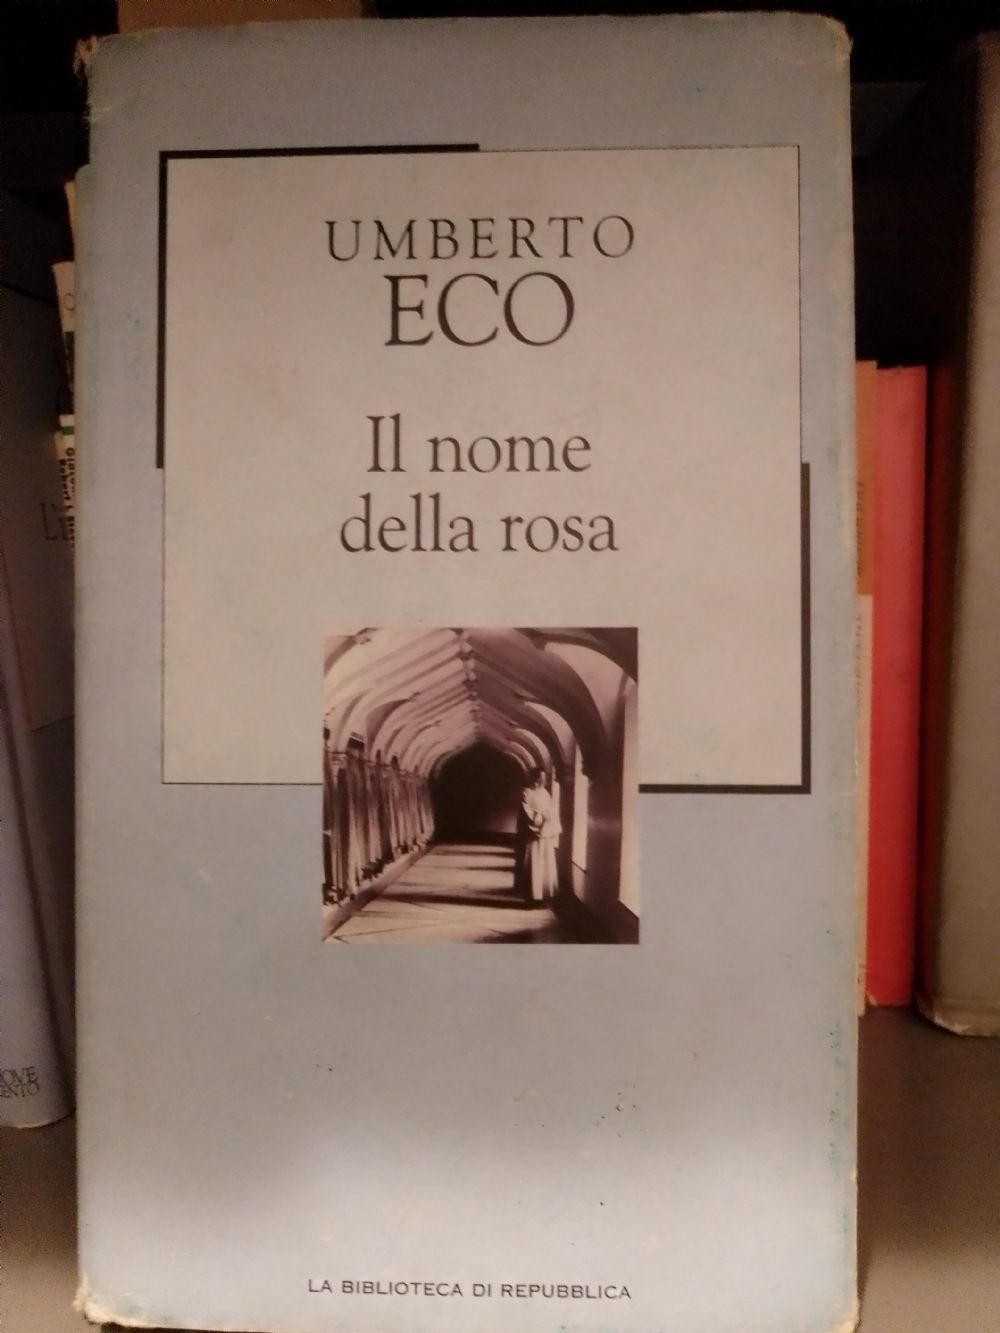 UMBERTO
ECO
Il nome
della rosa
LA BIBLIOTECA DI REPUBBLICA